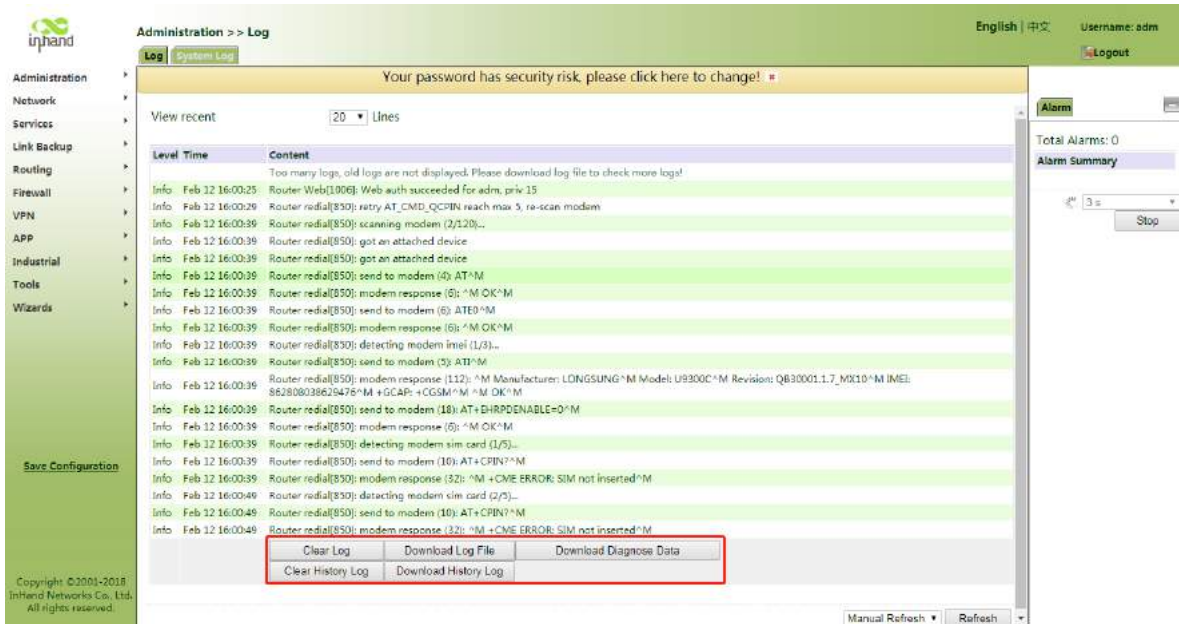 inhand
Administration >> Log
English | 中文
Username: adm
Logout
Log
System Log
Your password has security risk, please click here to change!
Administration
Network
Services
Link Backup
Routing
Firewall
VPN
APP
Industrial
Tools
Wizards
Save Configuration
Copyright ©2001-2018
InHand Networks Co., Ltd.
All rights reserved.
View recent 20 Lines
Level Time Content
Too many logs, old logs are not displayed. Please download log file to check more logs!
Info Feb 12 16:00:25 Router Web[1006]: Web auth succeeded for adm, priv 15
Info Feb 12 16:00:29 Router redial[850]: retry AT_CMD_QCPIN reach max 5, re-scan modem
Info Feb 12 16:00:39 Router redial[850]: scanning modem (2/120)...
Info Feb 12 16:00:39 Router redial[850]: got an attached device
Info Feb 12 16:00:39 Router redial[850]: got an attached device
Info Feb 12 16:00:39 Router redial[850]: send to modem (4): AT^M
Info Feb 12 16:00:39 Router redial[850]: modem response (6): ^M OK^M
Info Feb 12 16:00:39 Router redial[850]: send to modem (6): ATE0^M
Info Feb 12 16:00:39 Router redial[850]: modem response (6): ^M OK^M
Info Feb 12 16:00:39 Router redial[850]: detecting modem imei (1/3)...
Info Feb 12 16:00:39 Router redial[850]: send to modem (5): ATI^M
Info Feb 12 16:00:39 Router redial[850]: modem response (112): ^M Manufacturer: LONGSUNG^M Model: U9300C^M Revision: QB30001.1.7_MX10^M IMEI:
862808038629476^M +GCAP: +CGSM^M ^M OK^M
Info Feb 12 16:00:39 Router redial[850]: send to modem (18): AT+EHRPDENABLE=0^M
Info Feb 12 16:00:39 Router redial[850]: modem response (6): ^M OK^M
Info Feb 12 16:00:39 Router redial[850]: detecting modem sim card (1/5)...
Info Feb 12 16:00:39 Router redial[850]: send to modem (10): AT+CPIN?^M
Info Feb 12 16:00:39 Router redial[850]: modem response (32): ^M +CME ERROR: SIM not inserted^M
Info Feb 12 16:00:49 Router redial[850]: detecting modem sim card (2/5)...
Info Feb 12 16:00:49 Router redial[850]: send to modem (10): AT+CPIN?^M
Info Feb 12 16:00:49 Router redial[850]: modem response (32): ^M +CME ERROR: SIM not inserted^M
Clear Log Download Log File Download Diagnose Data
Clear History Log Download History Log
Manual Refresh Refresh
Alarm
Total Alarms: 0
Alarm Summary
3 s
Stop